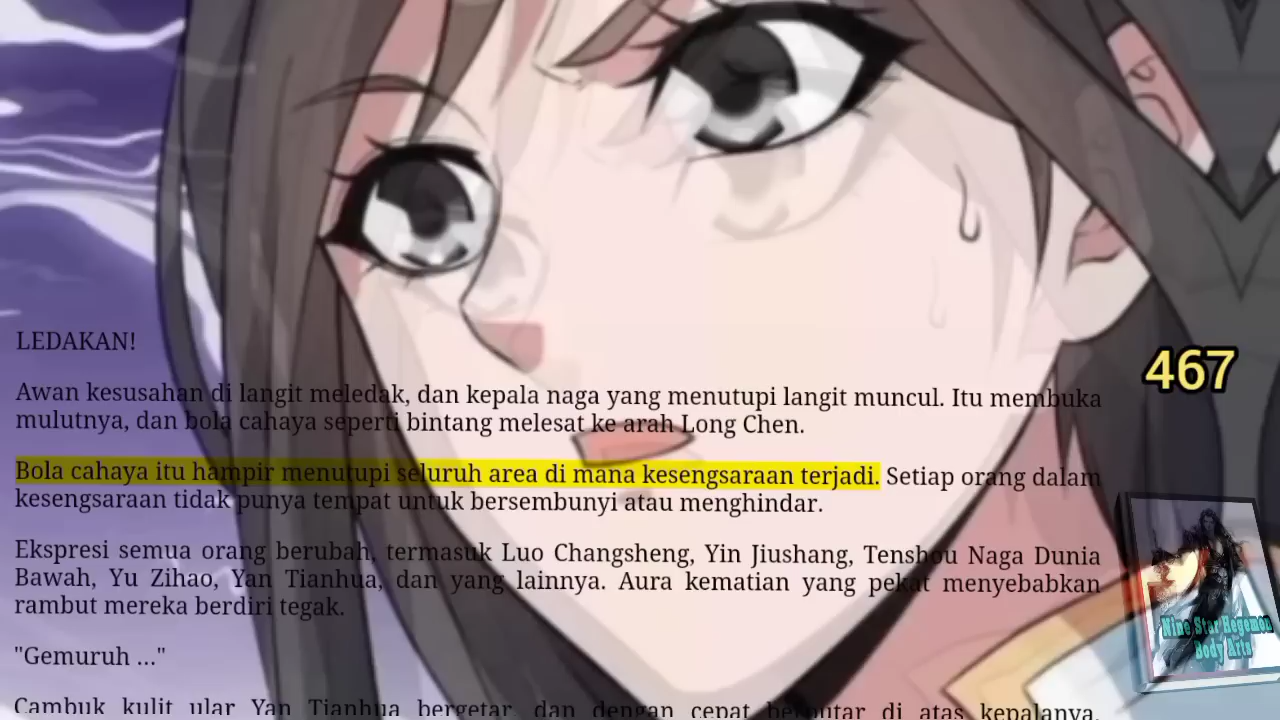 LEDAKAN!
Awan kesusahan di langit meledak, dan kepala naga yang menutupi langit muncul. Itu membuka
mulutnya, dan bola cahaya seperti bintang melesat ke arah Long Chen.
467
Bola cahaya itu hampir menutupi seluruh area di mana kesengsaraan terjadi. Setiap orang dalam
kesengsaraan tidak punya tempat untuk bersembunyi atau menghindar.
Ekspresi semua orang berubah, termasuk Luo Changsheng, Yin Jiushang, Tenshou Naga Dunia
Bawah, Yu Zihao, Yan Tianhua, dan yang lainnya. Aura kematian yang pekat menyebabkan
rambut mereka berdiri tegak.
Nine Star Hegemon
Body Arts
"Gemuruh ..."
Cambuk kulit ular Yan Tianhua bergetar, dan dengan cepat berputar di atas kepalanya.